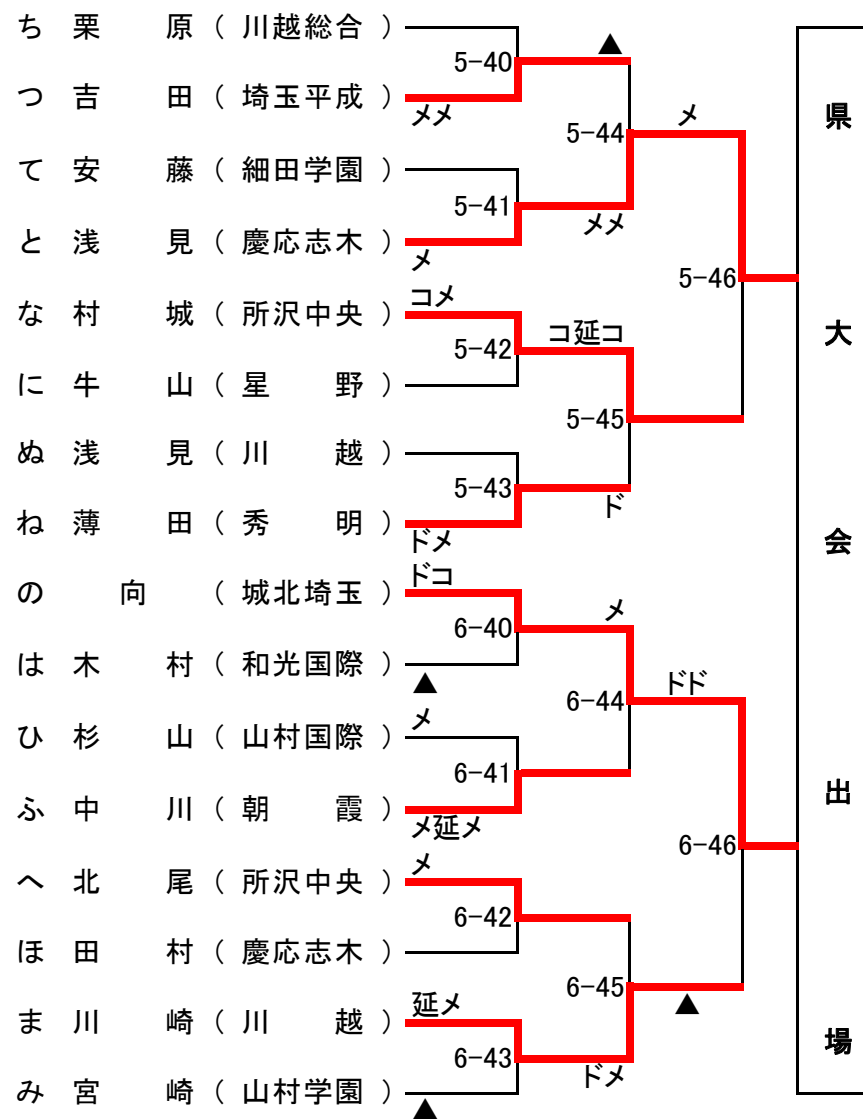 ち 栗 原 ( 川越総合 )
5-40
▲
つ 吉 田 ( 埼玉平成 )
メメ
5-44
メ
て 安 藤 ( 細田学園 )
5-41
メメ
と 浅 見 ( 慶応志木 )
メ
5-46
な 村 城 ( 所沢中央 )
コメ
5-42
コ延コ
に 牛 山 ( 星 野 )
5-45
ぬ 浅 見 ( 川 越 )
5-43
ド
ね 薄 田 ( 秀 明 )
ドメ
の 向 ( 城北埼玉 )
ドコ
6-40
メ
は 木 村 ( 和光国際 )
▲
6-44
ドド
ひ 杉 山 ( 山村国際 )
メ
6-41
ふ 中 川 ( 朝 霞 )
メ延メ
6-46
へ 北 尾 ( 所沢中央 )
メ
6-42
ほ 田 村 ( 慶応志木 )
6-45
▲
ま 川 崎 ( 川 越 )
延メ
6-43
ドメ
み 宮 崎 ( 山村学園 )
▲
県大会出場